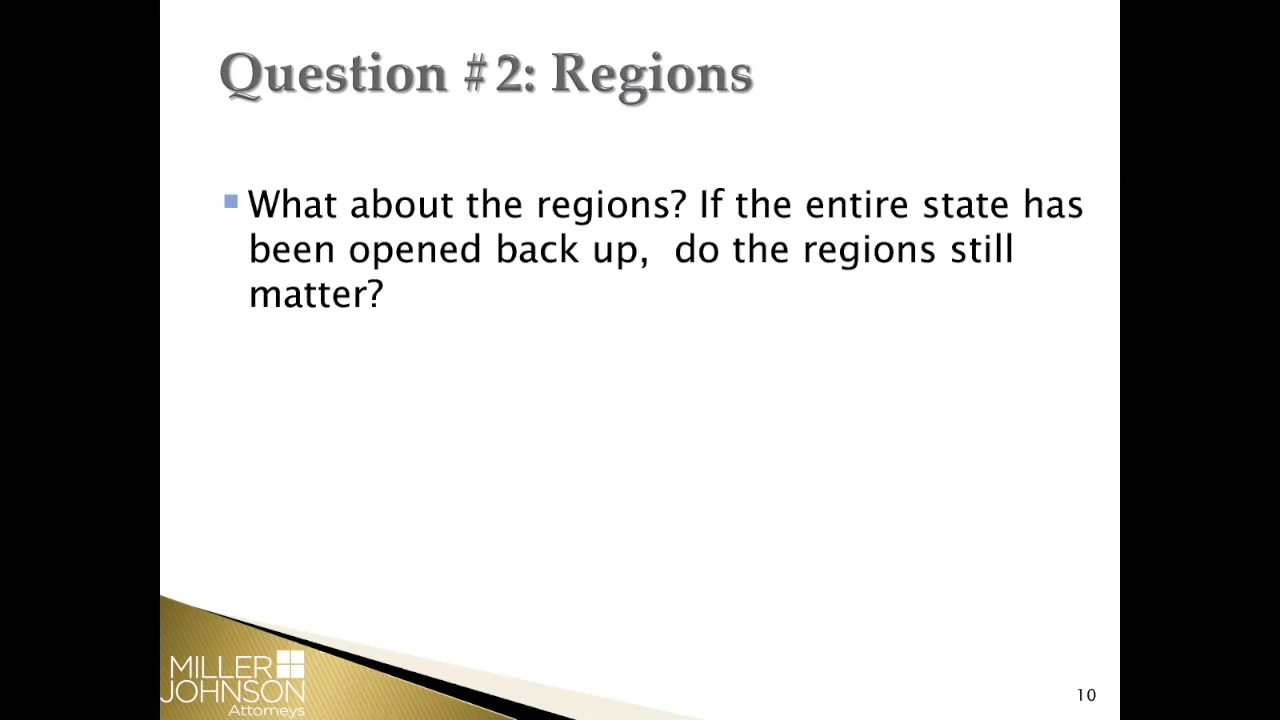 Question #2: Regions
What about the regions? If the entire state has
been opened back up,  do the regions still
matter?
MILLER
JOHNSON
Attorneys
10